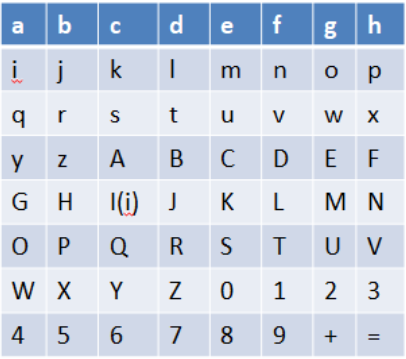 a b c d e f g h
i j k l m n o p
q r s t u v w x
y z A B C D E F
G H I(i) J K L M N
O P Q R S T U V
W X Y Z 0 1 2 3
4 5 6 7 8 9 + =